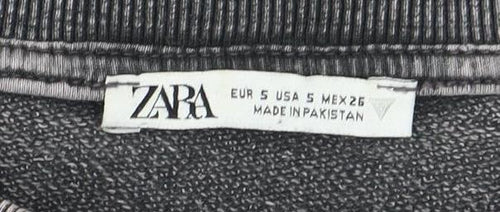 ZARA
EUR S USA S MEX 26
MADE IN PAKISTAN